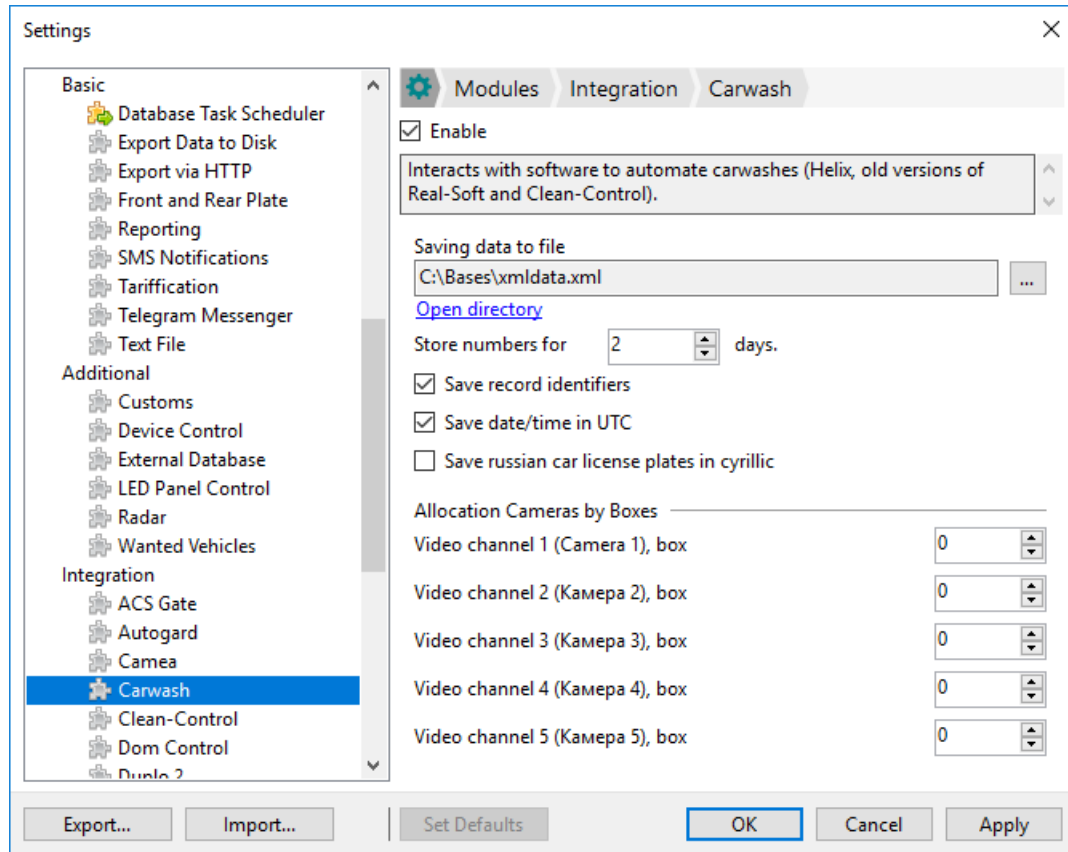 Settings
Basic
Database Task Scheduler
Export Data to Disk
Export via HTTP
Front and Rear Plate
Reporting
SMS Notifications
Tariffication
Telegram Messenger
Text File
Additional
Customs
Device Control
External Database
LED Panel Control
Radar
Wanted Vehicles
Integration
ACS Gate
Autogard
Camea
Carwash
Clean-Control
Dom Control
Duplo 2
Modules Integration Carwash
Enable
Interacts with software to automate carwashes (Helix, old versions of
Real-Soft and Clean-Control).
Saving data to file
C:\Bases\xmldata.xml ...
Open directory
Store numbers for 2 days.
Save record identifiers
Save date/time in UTC
Save russian car license plates in cyrillic
Allocation Cameras by Boxes
Video channel 1 (Camera 1), box 0
Video channel 2 (Камера 2), box 0
Video channel 3 (Камера 3), box 0
Video channel 4 (Камера 4), box 0
Video channel 5 (Камера 5), box 0
Export... Import... Set Defaults OK Cancel Apply